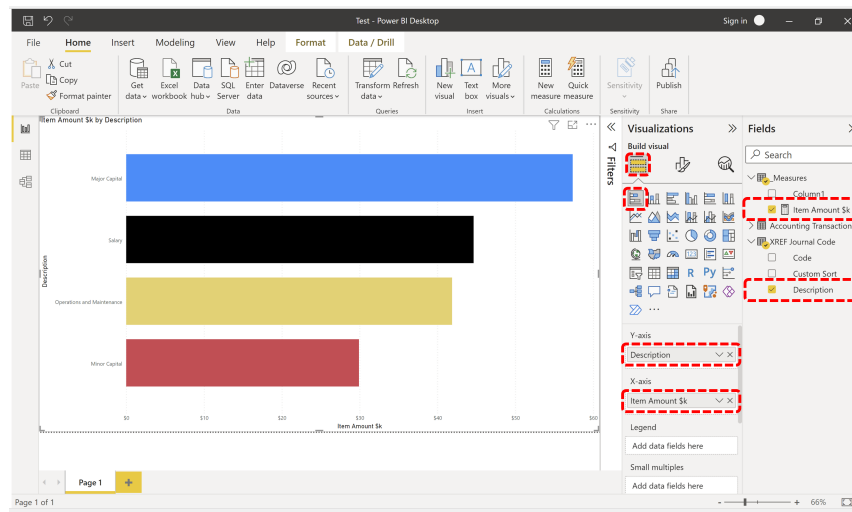 Test - Power BI Desktop
Sign in
File Home Insert Modeling View Help Format Data / Drill
Paste
Cut
Copy
Format painter
Get data
Excel workbook
Data hub
SQL Server
Enter data
Dataverse
Recent sources
Transform data
Refresh
New visual
Text box
More visuals
New measure
Quick measure
Sensitivity
Publish
Clipboard
Data
Queries
Insert
Calculations
Sensitivity
Share
Item Amount $k by Description
Description
Major Capital
Salary
Operations and Maintenance
Minor Capital
$0 $10 $20 $30 $40 $50 $60
Item Amount $k
Filters
Visualizations
Build visual
R Py
123
Y-axis
Description
X-axis
Item Amount $k
Legend
Add data fields here
Small multiples
Add data fields here
Fields
Search
_Measures
Column1
Item Amount $k
Accounting Transaction
XREF Journal Code
Code
Custom Sort
Description
Page 1
Page 1 of 1
66%